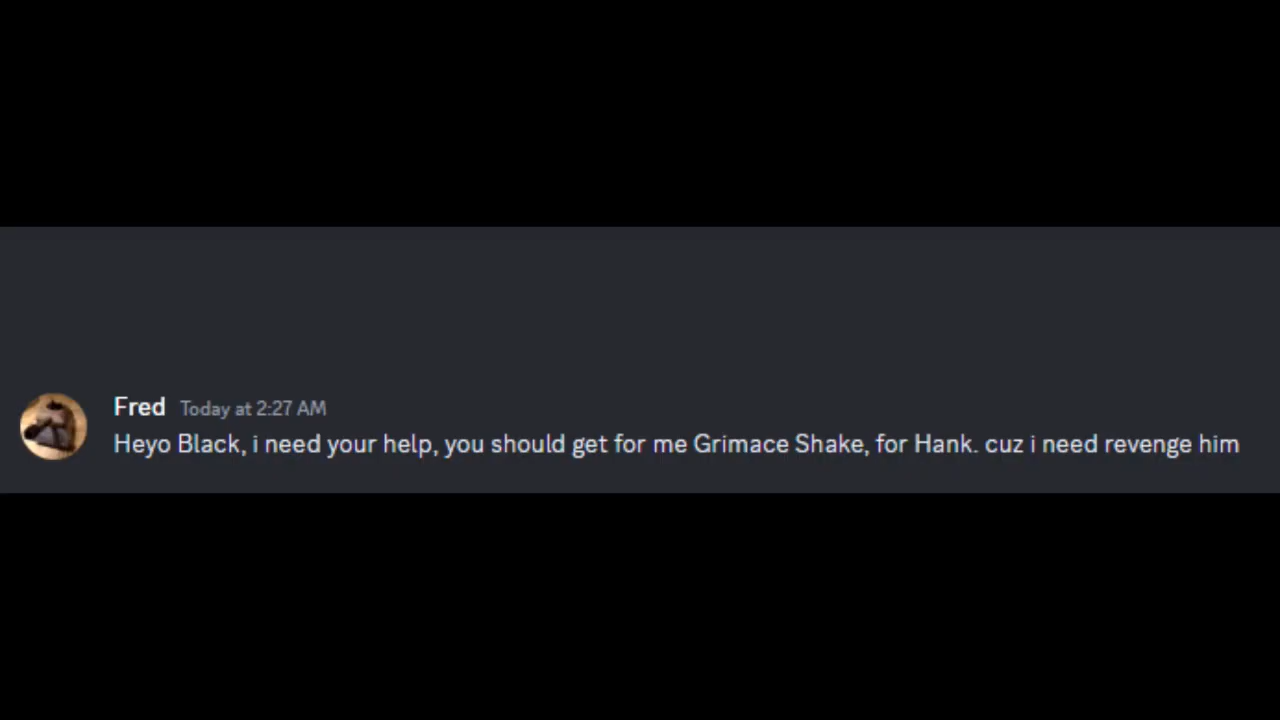 Fred Today at 2:27 AM
Heyo Black, i need your help, you should get for me Grimace Shake, for Hank. cuz i need revenge him